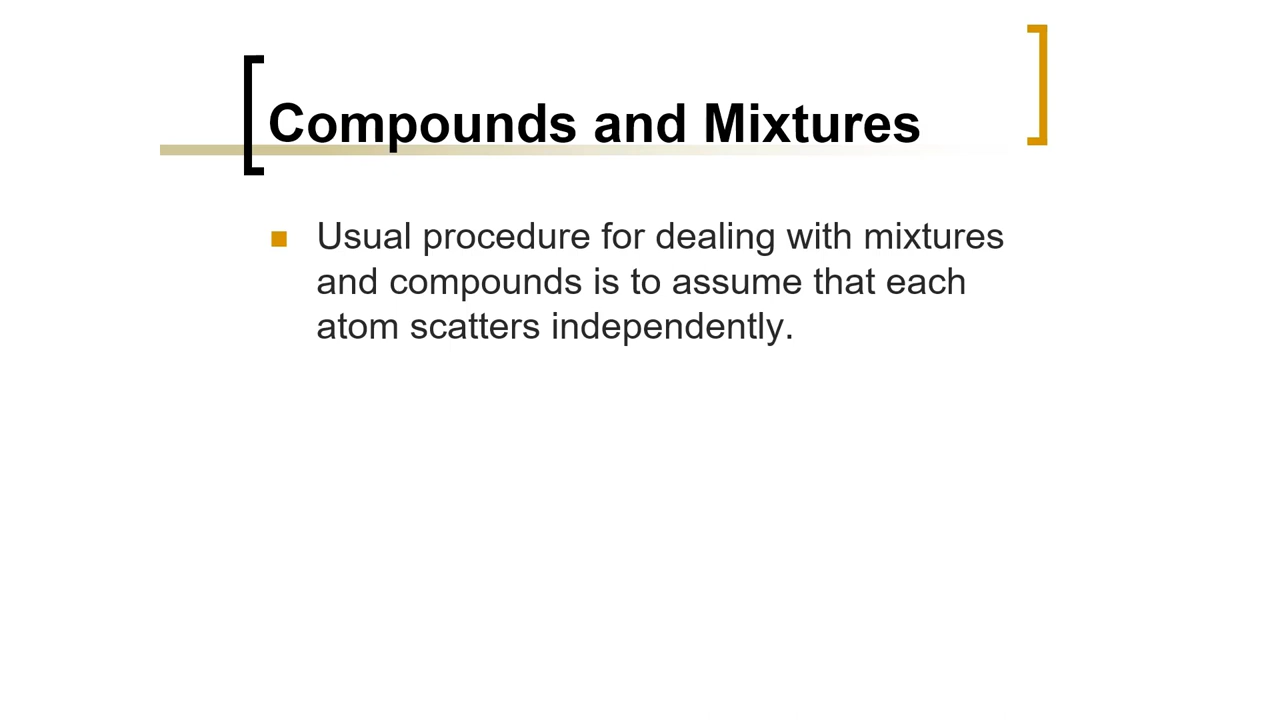 Compounds and Mixtures
Usual procedure for dealing with mixtures
and compounds is to assume that each
atom scatters independently.